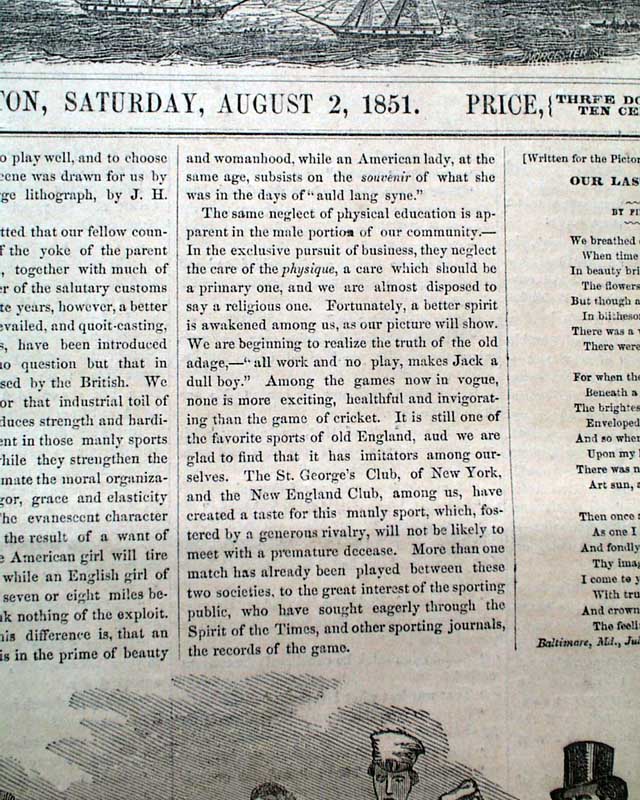 TON, SATURDAY, AUGUST 2, 1851. PRICE, { THREE DO
TEN CE
o play well, and to choose
cene was drawn for us by
rge lithograph, by J. H.
tted that our fellow coun-
f the yoke of the parent
, together with much of
er of the salutary customs
te years, however, a better
evailed, and quoit-casting,
s, have been introduced
no question but that in
sed by the British. We
or that industrial toil of
duces strength and hardi-
ent in those manly sports
while they strengthen the
mate the moral organiza-
gor, grace and elasticity
he evanescent character
the result of a want of
e American girl will tire
while an English girl of
seven or eight miles be-
nk nothing of the exploit.
his difference is, that an
is in the prime of beauty
and womanhood, while an American lady, at the
same age, subsists on the souvenir of what she
was in the days of "auld lang syne."
The same neglect of physical education is ap-
parent in the male portion of our community.—
In the exclusive pursuit of business, they neglect
the care of the physique, a care which should be
a primary one, and we are almost disposed to
say a religious one. Fortunately, a better spirit
is awakened among us, as our picture will show.
We are beginning to realize the truth of the old
adage,—"all work and no play, makes Jack a
dull boy." Among the games now in vogue,
none is more exciting, healthful and invigorat-
ing than the game of cricket. It is still one of
the favorite sports of old England, and we are
glad to find that it has imitators among our-
selves. The St. George's Club, of New York,
and the New England Club, among us, have
created a taste for this manly sport, which, fos-
tered by a generous rivalry, will not be likely to
meet with a premature decease. More than one
match has already been played between these
two societies, to the great interest of the sporting
public, who have sought eagerly through the
Spirit of the Times, and other sporting journals,
the records of the game.
[Written for the Pictor
OUR LAS
BY FI
We breathed
When time
In beauty bri
The flowers
But though a
In blithesom
There was a v
There were
For when the
Beneath a
The brightes
Enveloped
And so when
Upon my
There was n
Art sun, a
Then once a
As one I
And fondly
Thy imag
I come to y
With tru
And crown
The feeli
Baltimore, Md., Jul